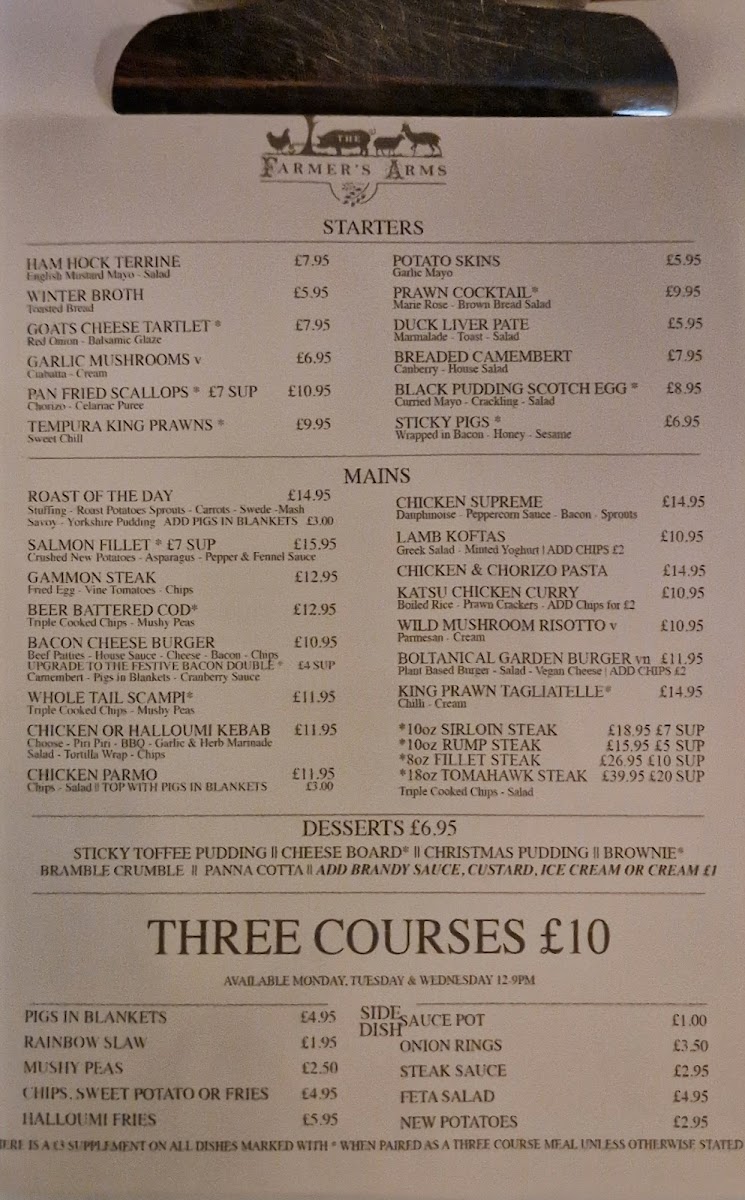 THE
FARMER'S ARMS
STARTERS
HAM HOCK TERRINE £7.95
English Mustard Mayo - Salad
WINTER BROTH £5.95
Toasted Bread
GOATS CHEESE TARTLET * £7.95
Red Onion - Balsamic Glaze
GARLIC MUSHROOMS v £6.95
Ciabatta - Cream
PAN FRIED SCALLOPS * £7 SUP £10.95
Chorizo - Celariac Puree
TEMPURA KING PRAWNS * £9.95
Sweet Chill
POTATO SKINS £5.95
Garlic Mayo
PRAWN COCKTAIL* £9.95
Marie Rose - Brown Bread Salad
DUCK LIVER PATE £5.95
Marmalade - Toast - Salad
BREADED CAMEMBERT £7.95
Canberry - House Salad
BLACK PUDDING SCOTCH EGG * £8.95
Curried Mayo - Crackling - Salad
STICKY PIGS * £6.95
Wrapped in Bacon - Honey - Sesame
MAINS
ROAST OF THE DAY £14.95
Stuffing - Roast Potatoes Sprouts - Carrots - Swede -Mash
Savoy - Yorkshire Pudding ADD PIGS IN BLANKETS £3.00
SALMON FILLET * £7 SUP £15.95
Crushed New Potatoes - Asparagus - Pepper & Fennel Sauce
GAMMON STEAK £12.95
Fried Egg - Vine Tomatoes - Chips
BEER BATTERED COD* £12.95
Triple Cooked Chips - Mushy Peas
BACON CHEESE BURGER £10.95
Beef Patties - House Sauce - Cheese - Bacon - Chips
UPGRADE TO THE FESTIVE BACON DOUBLE * £4 SUP
Camembert - Pigs in Blankets - Cranberry Sauce
WHOLE TAIL SCAMPI* £11.95
Triple Cooked Chips - Mushy Peas
CHICKEN OR HALLOUMI KEBAB £11.95
Choose - Piri Piri - BBQ - Garlic & Herb Marinade
Salad - Tortilla Wrap - Chips
CHICKEN PARMO £11.95
Chips - Salad || TOP WITH PIGS IN BLANKETS £3.00
CHICKEN SUPREME £14.95
Dauphinoise - Peppercorn Sauce - Bacon - Sprouts
LAMB KOFTAS £10.95
Greek Salad - Minted Yoghurt | ADD CHIPS £2
CHICKEN & CHORIZO PASTA £14.95
KATSU CHICKEN CURRY £10.95
Boiled Rice - Prawn Crackers - ADD Chips for £2
WILD MUSHROOM RISOTTO v £10.95
Parmesan - Cream
BOLTANICAL GARDEN BURGER vn £11.95
Plant Based Burger - Salad - Vegan Cheese | ADD CHIPS £2
KING PRAWN TAGLIATELLE* £14.95
Chilli - Cream
*10oz SIRLOIN STEAK £18.95 £7 SUP
*10oz RUMP STEAK £15.95 £5 SUP
*8oz FILLET STEAK £26.95 £10 SUP
*18oz TOMAHAWK STEAK £39.95 £20 SUP
Triple Cooked Chips - Salad
DESSERTS £6.95
STICKY TOFFEE PUDDING || CHEESE BOARD* || CHRISTMAS PUDDING || BROWNIE*
BRAMBLE CRUMBLE || PANNA COTTA || ADD BRANDY SAUCE, CUSTARD, ICE CREAM OR CREAM £1
THREE COURSES £10
AVAILABLE MONDAY, TUESDAY & WEDNESDAY 12-9PM
SIDE
DISH
PIGS IN BLANKETS £4.95
RAINBOW SLAW £1.95
MUSHY PEAS £2.50
CHIPS, SWEET POTATO OR FRIES £4.95
HALLOUMI FRIES £5.95
SAUCE POT £1.00
ONION RINGS £3.50
STEAK SAUCE £2.95
FETA SALAD £4.95
NEW POTATOES £2.95
ERE IS A £3 SUPPLEMENT ON ALL DISHES MARKED WITH * WHEN PAIRED AS A THREE COURSE MEAL UNLESS OTHERWISE STATED